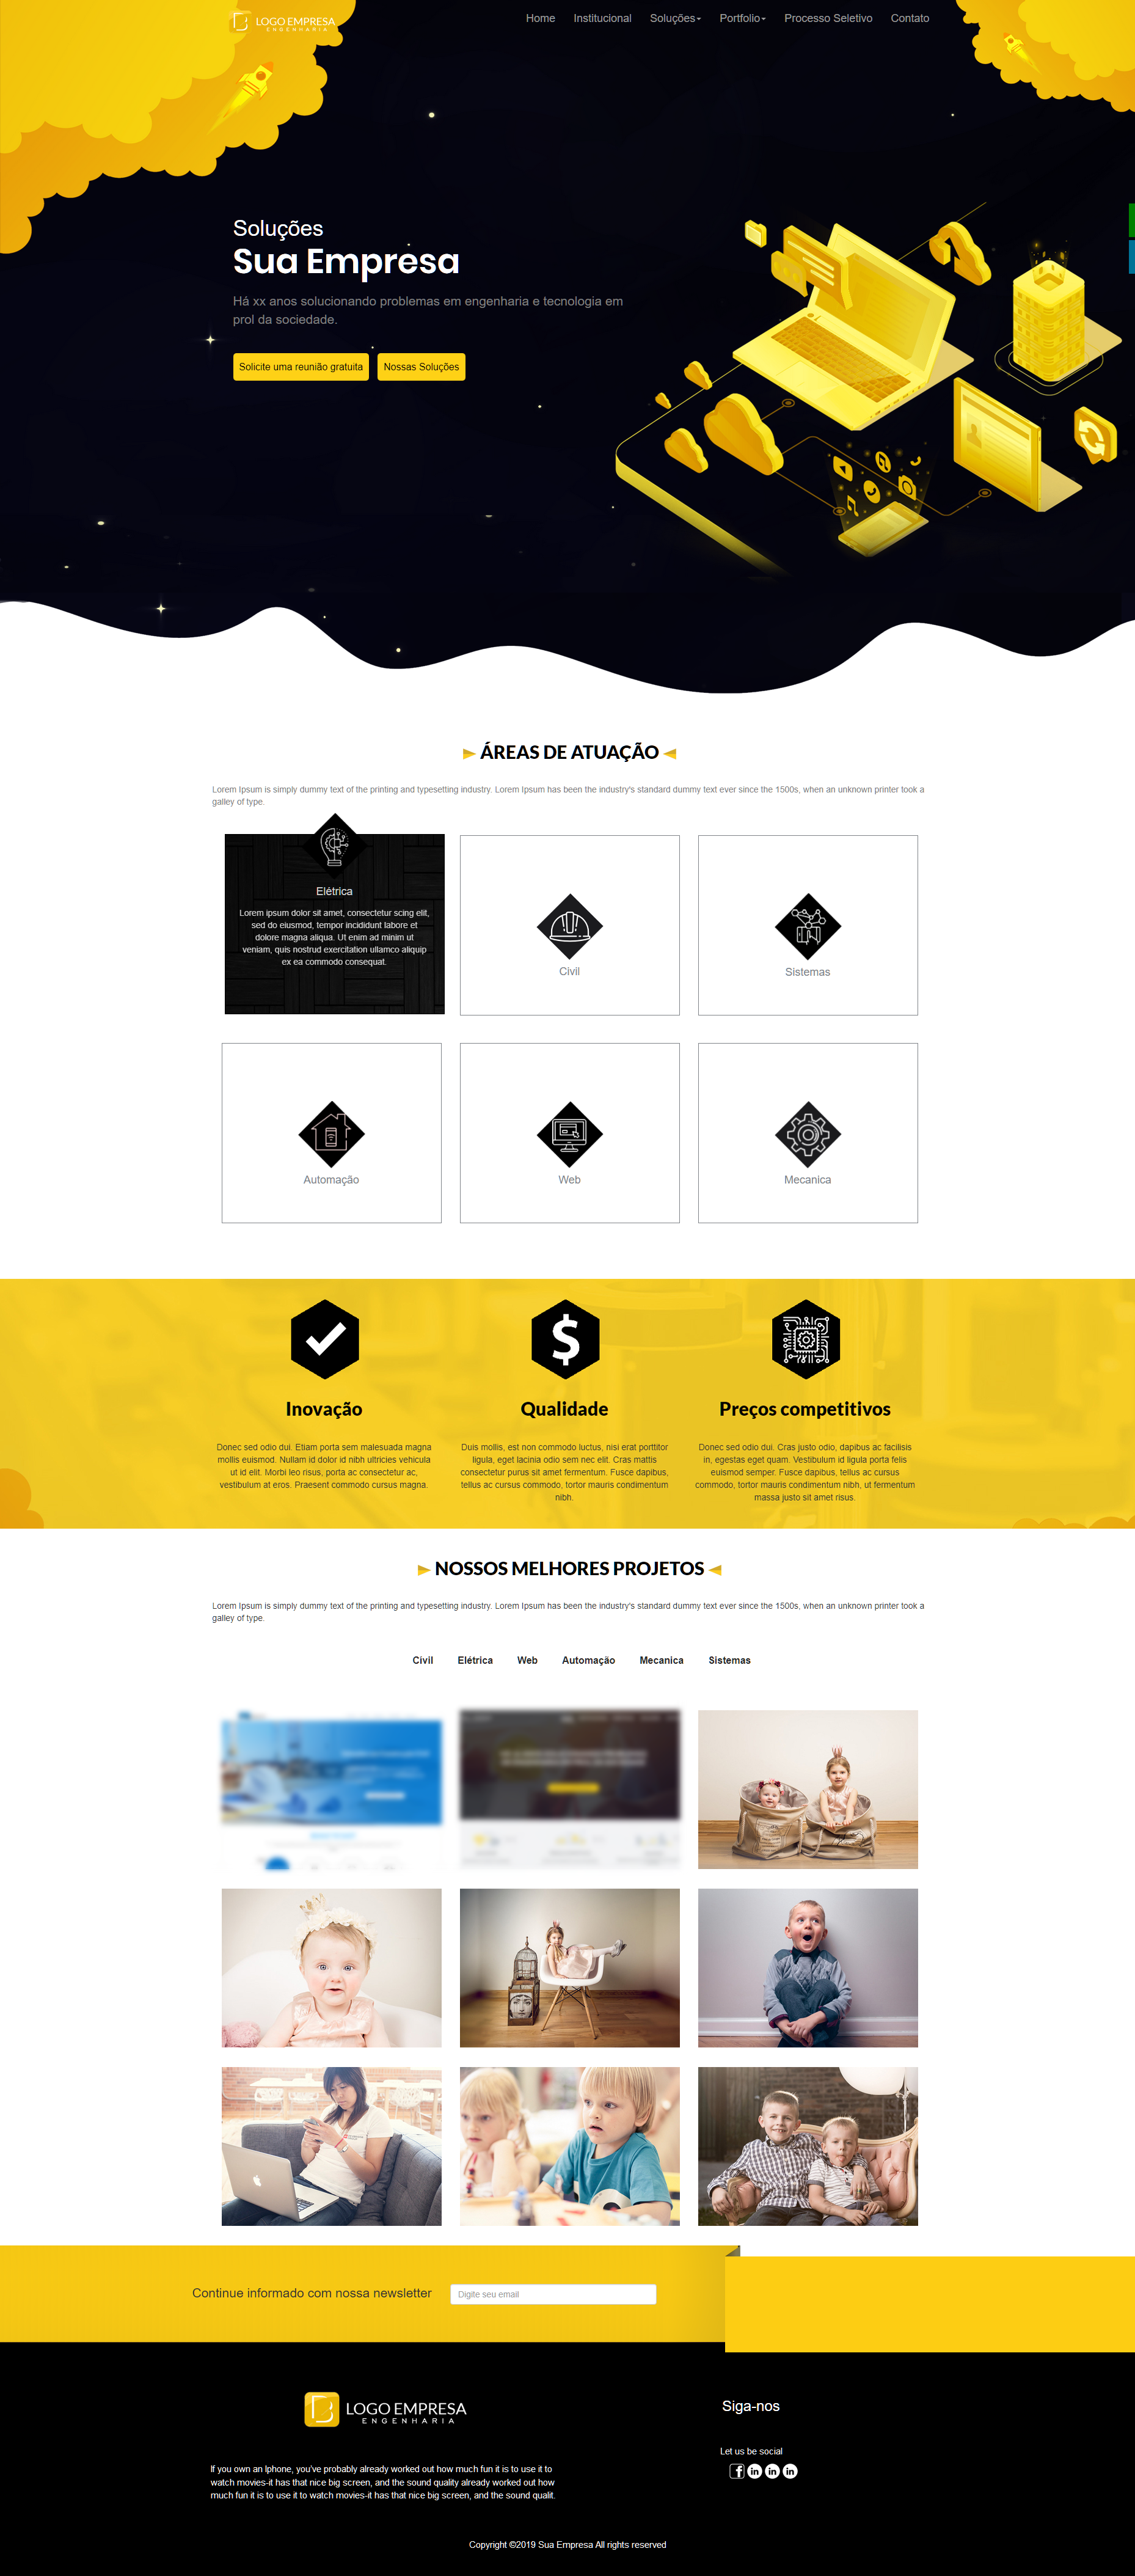 LOGO EMPRESA
ENGENHARIA
Home Institucional Soluções Portfolio Processo Seletivo Contato
Soluções
Sua Empresa
Há xx anos solucionando problemas em engenharia e tecnologia em
prol da sociedade.
Solicite uma reunião gratuita Nossas Soluções
ÁREAS DE ATUAÇÃO
Lorem Ipsum is simply dummy text of the printing and typesetting industry. Lorem Ipsum has been the industry's standard dummy text ever since the 1500s, when an unknown printer took a
galley of type.
Elétrica
Lorem ipsum dolor sit amet, consectetur scing elit,
sed do eiusmod, tempor incididunt labore et
dolore magna aliqua. Ut enim ad minim ut
veniam, quis nostrud exercitation ullamco aliquip
ex ea commodo consequat.
Civil
Sistemas
Automação
Web
Mecanica
Inovação
Donec sed odio dui. Etiam porta sem malesuada magna
mollis euismod. Nullam id dolor id nibh ultricies vehicula
ut id elit. Morbi leo risus, porta ac consectetur ac,
vestibulum at eros. Praesent commodo cursus magna.
Qualidade
Duis mollis, est non commodo luctus, nisi erat porttitor
ligula, eget lacinia odio sem nec elit. Cras mattis
consectetur purus sit amet fermentum. Fusce dapibus,
tellus ac cursus commodo, tortor mauris condimentum
nibh.
Preços competitivos
Donec sed odio dui. Cras justo odio, dapibus ac facilisis
in, egestas eget quam. Vestibulum id ligula porta felis
euismod semper. Fusce dapibus, tellus ac cursus
commodo, tortor mauris condimentum nibh, ut fermentum
massa justo sit amet risus.
NOSSOS MELHORES PROJETOS
Lorem Ipsum is simply dummy text of the printing and typesetting industry. Lorem Ipsum has been the industry's standard dummy text ever since the 1500s, when an unknown printer took a
galley of type.
Civil Elétrica Web Automação Mecanica Sistemas
Continue informado com nossa newsletter
Digite seu email
LOGO EMPRESA
ENGENHARIA
If you own an Iphone, you've probably already worked out how much fun it is to use it to
watch movies-it has that nice big screen, and the sound quality already worked out how
much fun it is to use it to watch movies-it has that nice big screen, and the sound qualit.
Siga-nos
Let us be social
Copyright ©2019 Sua Empresa All rights reserved